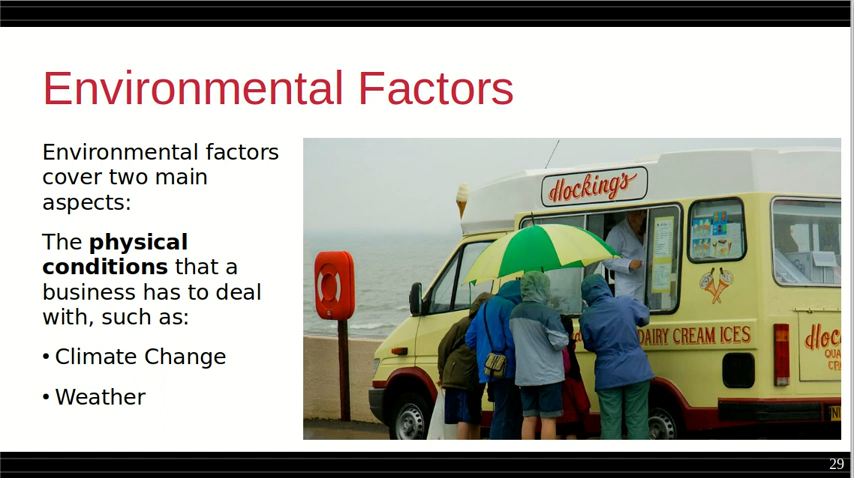 Environmental Factors
Environmental factors
cover two main
aspects:
The physical
conditions that a
business has to deal
with, such as:
• Climate Change
• Weather
Hocking's
DAIRY CREAM ICES
29